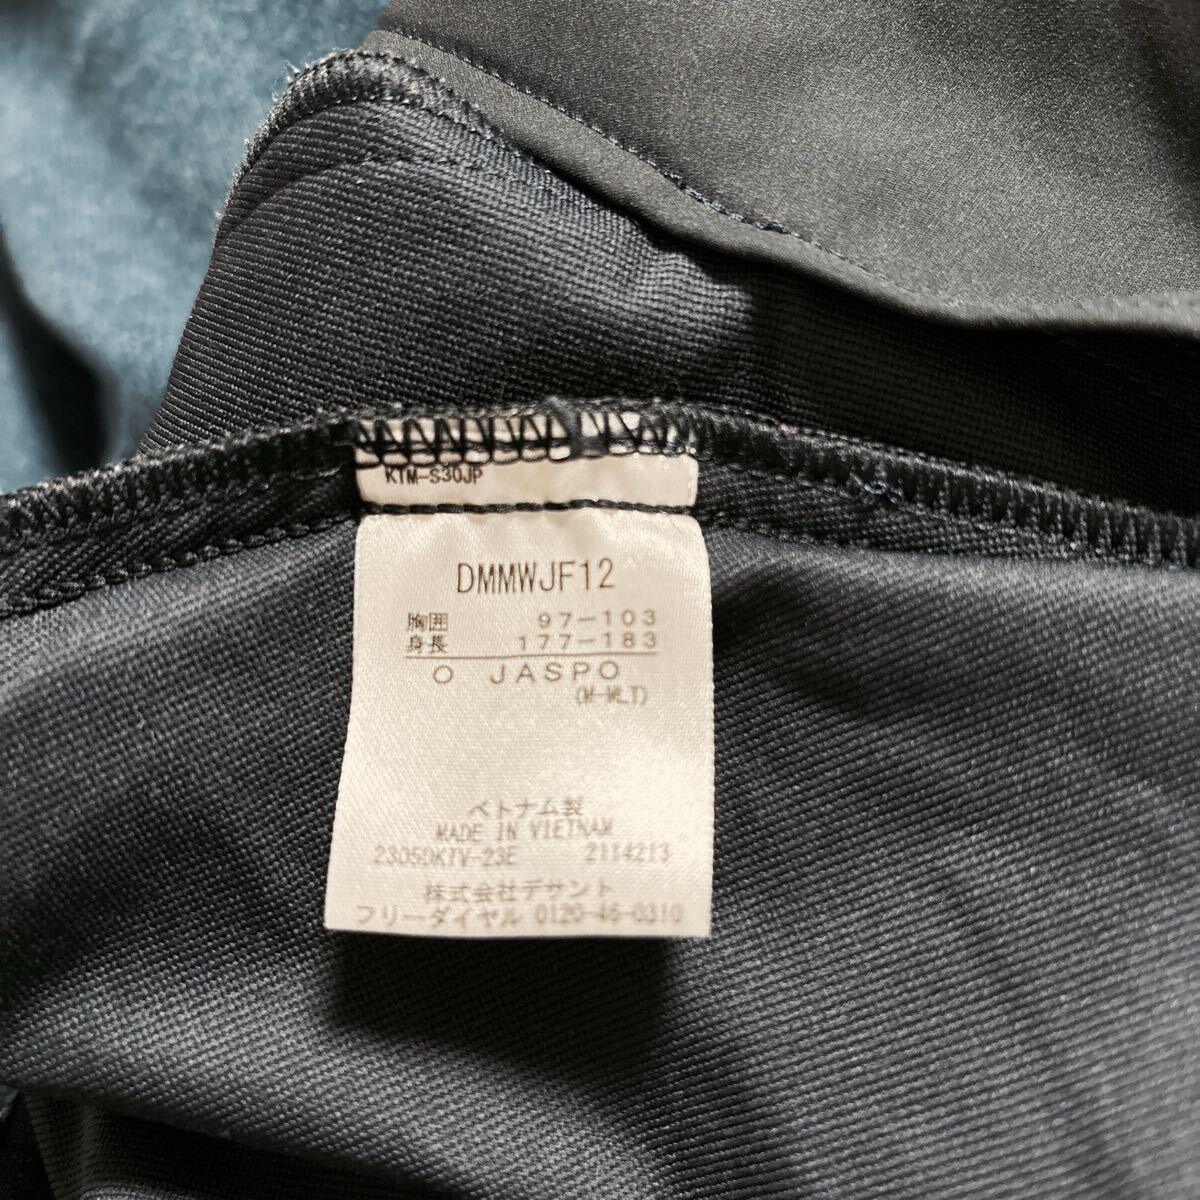 KTM-S30JP
DMMWJF12
胸囲 97-103
身長 177-183
O JASPO
(M-WLT)
ベトナム製
MADE IN VIETNAM
2305DKTV-23E 2114213
株式会社デサント
フリーダイヤル 0120-46-0310